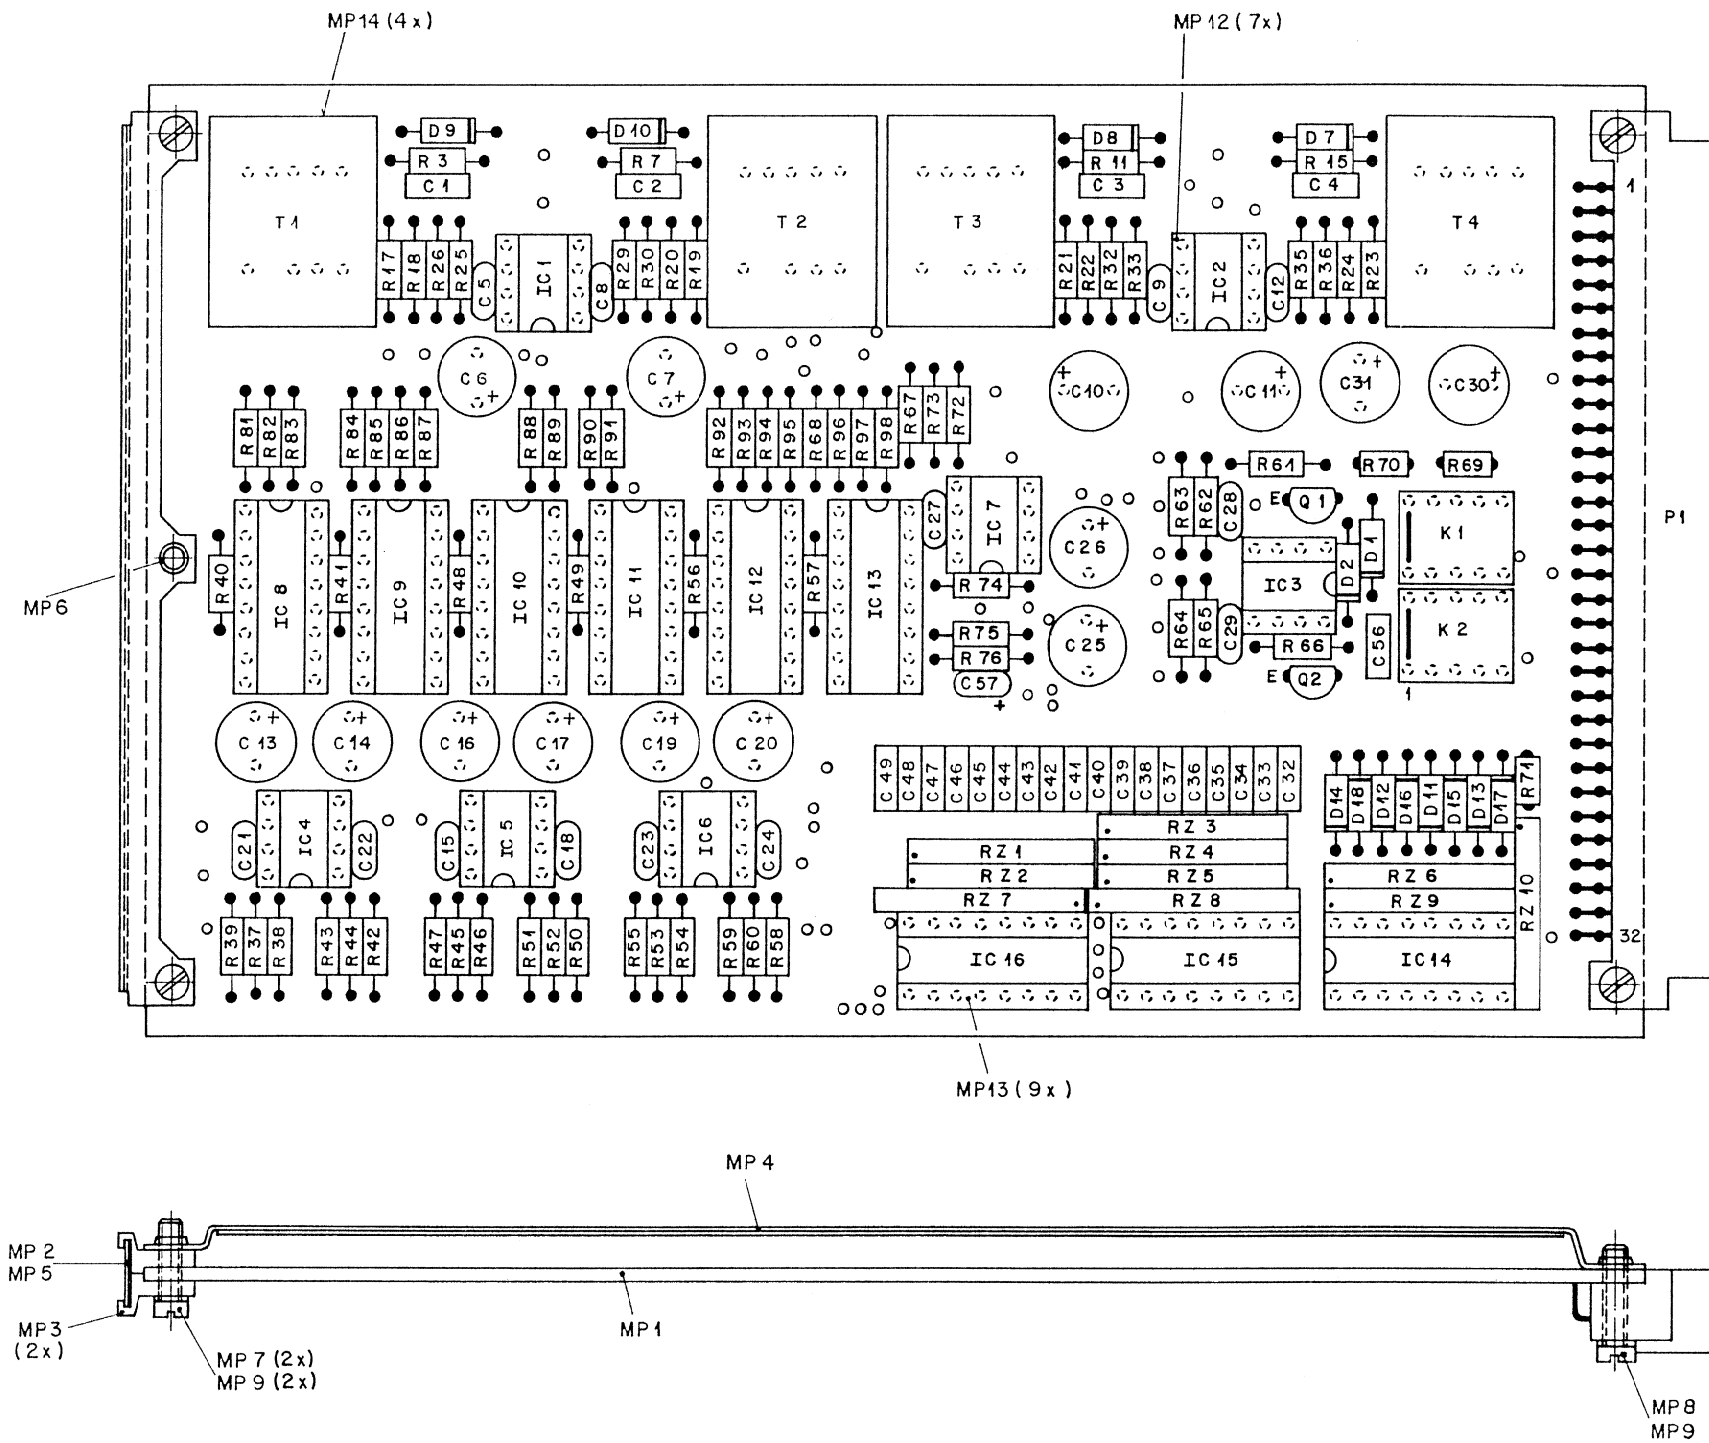 MP14 (4x)
MP12 (7x)
D9
D10
D8
D7
R3
R7
R11
R15
C1
C2
C3
C4
1
T1
T2
T3
T4
R17
R18
R26
R25
C5
IC1
C8
R29
R30
R20
R19
R21
R22
R32
R33
C9
IC2
C12
R35
R36
R24
R23
C6
+
C7
+
+
C10
C11
+
C31
+
C30
+
R81
R82
R83
R84
R85
R86
R87
R88
R89
R90
R91
R92
R93
R94
R95
R68
R96
R97
R98
R67
R73
R72
R61
R70
R69
R63
R62
C28
E
Q1
K1
P1
C27
IC7
C26
+
D1
D2
IC3
MP6
R40
IC8
R41
IC9
R48
IC10
R49
IC11
R56
IC12
R57
IC13
R74
R75
R76
C57
+
C25
+
R64
R65
C29
R66
E
Q2
C56
K2
1
C13
+
C14
+
C16
+
C17
+
C19
+
C20
+
C49
C48
C47
C46
C45
C44
C43
C42
C41
C40
C39
C38
C37
C36
C35
C34
C33
C32
D14
D18
D12
D16
D11
D15
D13
D17
R71
C21
IC4
C22
C15
IC5
C18
C23
IC6
C24
RZ3
RZ1
RZ4
RZ2
RZ5
RZ6
RZ7
RZ8
RZ9
RZ10
R39
R37
R38
R43
R44
R42
R47
R45
R46
R51
R52
R50
R55
R53
R54
R59
R60
R58
IC16
IC15
IC14
32
MP13 (9x)
MP4
MP2
MP5
MP3
(2x)
MP1
MP7 (2x)
MP9 (2x)
MP8
MP9